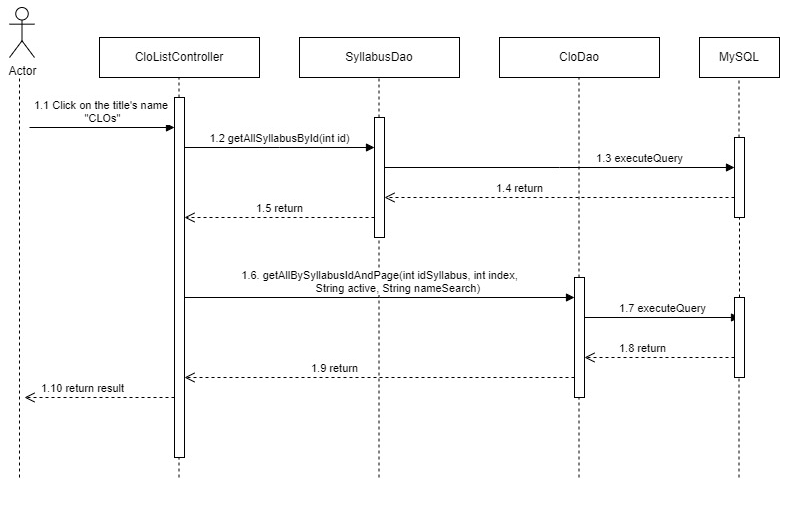 CloListController
SyllabusDao
CloDao
MySQL
Actor
1.1 Click on the title's name
"CLOs"
1.2 getAllSyllabusById(int id)
1.3 executeQuery
1.4 return
1.5 return
1.6. getAllBySyllabusIdAndPage(int idSyllabus, int index,
String active, String nameSearch)
1.7 executeQuery
1.8 return
1.9 return
1.10 return result